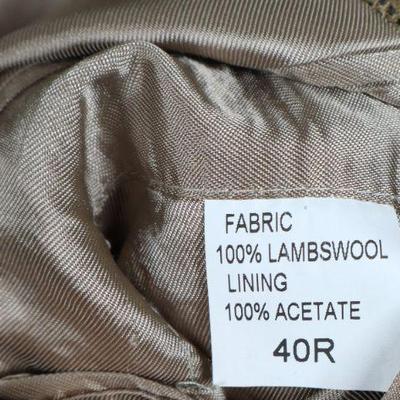 FABRIC
100% LAMBSWOOL
LINING
100% ACETATE
40R